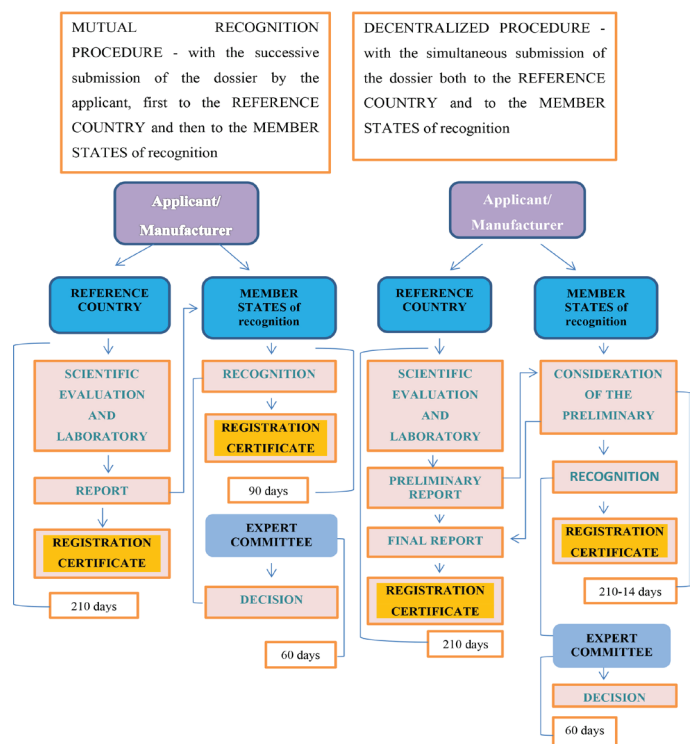 MUTUAL RECOGNITION
PROCEDURE - with the successive
submission of the dossier by the
applicant, first to the REFERENCE
COUNTRY and then to the MEMBER
STATES of recognition
DECENTRALIZED PROCEDURE -
with the simultaneous submission of
the dossier both to the REFERENCE
COUNTRY and to the MEMBER
STATES of recognition
Applicant/
Manufacturer
REFERENCE
COUNTRY
MEMBER
STATES of
recognition
SCIENTIFIC
EVALUATION
AND
LABORATORY
RECOGNITION
REGISTRATION
CERTIFICATE
REPORT
90 days
REGISTRATION
CERTIFICATE
EXPERT
COMMITTEE
DECISION
210 days
60 days
Applicant/
Manufacturer
REFERENCE
COUNTRY
MEMBER
STATES of
recognition
SCIENTIFIC
EVALUATION
AND
LABORATORY
CONSIDERATION
OF THE
PRELIMINARY
PRELIMINARY
REPORT
RECOGNITION
FINAL REPORT
REGISTRATION
CERTIFICATE
REGISTRATION
CERTIFICATE
210-14 days
210 days
EXPERT
COMMITTEE
DECISION
60 days